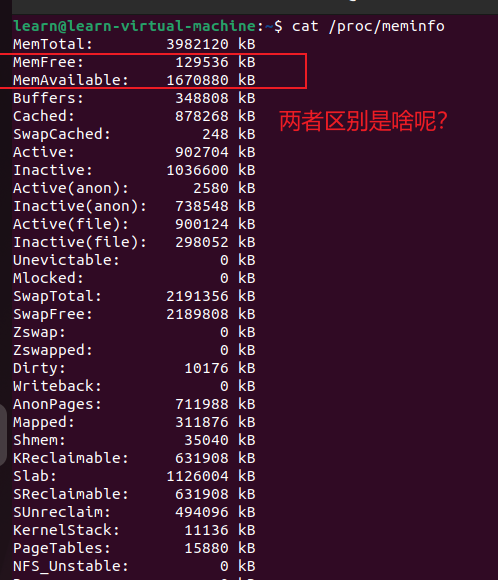 learn@learn-virtual-machine:~$ cat /proc/meminfo
MemTotal: 3982120 kB
MemFree: 129536 kB
MemAvailable: 1670880 kB
Buffers: 348808 kB
Cached: 878268 kB
两者区别是啥呢?
SwapCached: 248 kB
Active: 902704 kB
Inactive: 1036600 kB
Active(anon): 2580 kB
Inactive(anon): 738548 kB
Active(file): 900124 kB
Inactive(file): 298052 kB
Unevictable: 0 kB
Mlocked: 0 kB
SwapTotal: 2191356 kB
SwapFree: 2189808 kB
Zswap: 0 kB
Zswapped: 0 kB
Dirty: 10176 kB
Writeback: 0 kB
AnonPages: 711988 kB
Mapped: 311876 kB
Shmem: 35040 kB
KReclaimable: 631908 kB
Slab: 1126004 kB
SReclaimable: 631908 kB
SUnreclaim: 494096 kB
KernelStack: 11136 kB
PageTables: 15880 kB
NFS_Unstable: 0 kB